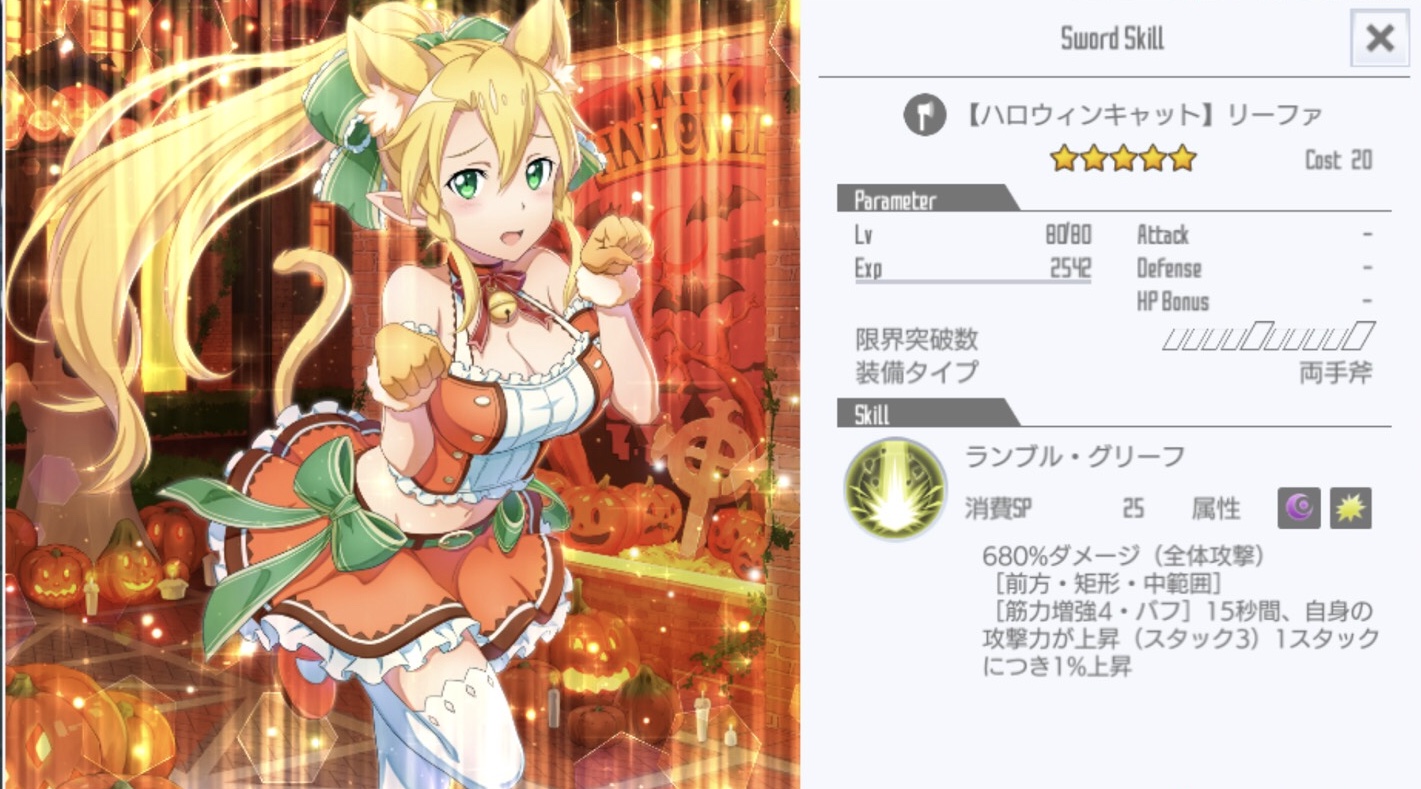 HAPPY
HALLOWEEN
Sword Skill
【ハロウィンキャット】リーファ
Cost 20
Parameter
Lv 80/80
Attack -
Exp 2542
Defense -
HP Bonus -
限界突破数
装備タイプ 両手斧
Skill
ランブル・グリーフ
消費SP 25 属性
680%ダメージ（全体攻撃）
［前方・矩形・中範囲］
［筋力増強4・バフ］15秒間、自身の
攻撃力が上昇（スタック3）1スタック
につき1%上昇